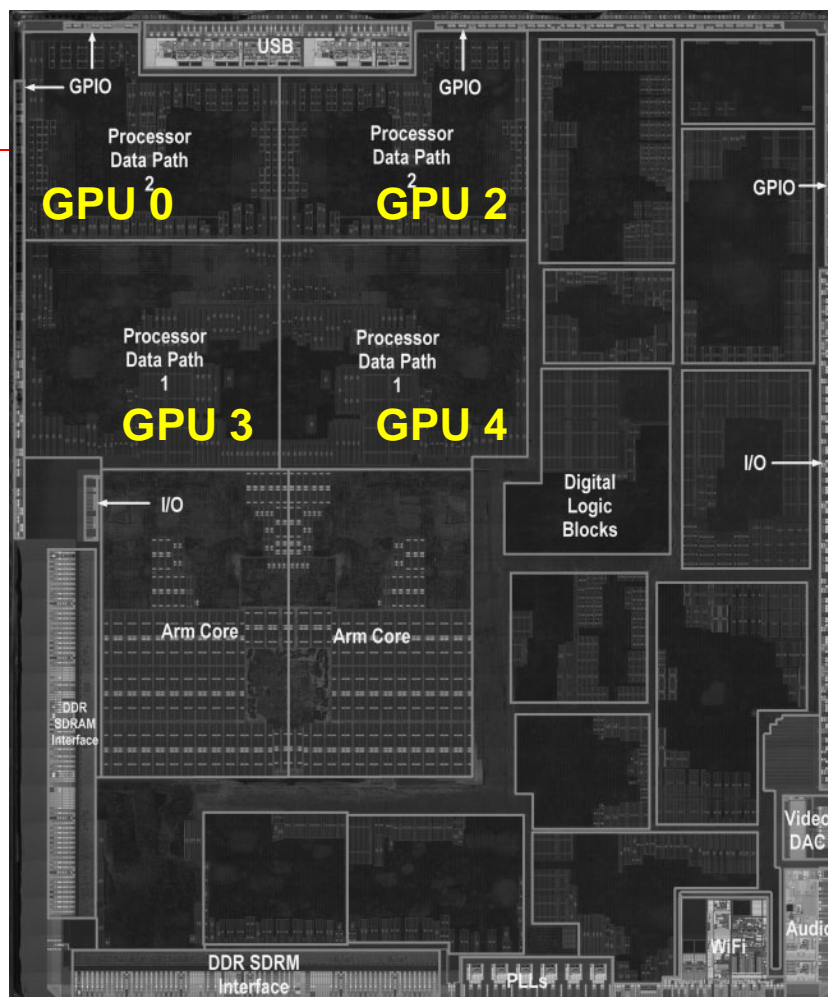 USB
GPIO
GPIO
Processor
Data Path
2
Processor
Data Path
2
GPU 0
GPU 2
GPIO
Processor
Data Path
1
Processor
Data Path
1
GPU 3
GPU 4
I/O
I/O
Digital
Logic
Blocks
Arm Core
Arm Core
DDR
SDRAM
Interface
Video
DAC
DDR SDRM
Interface
PLLs
WiFi
Audio